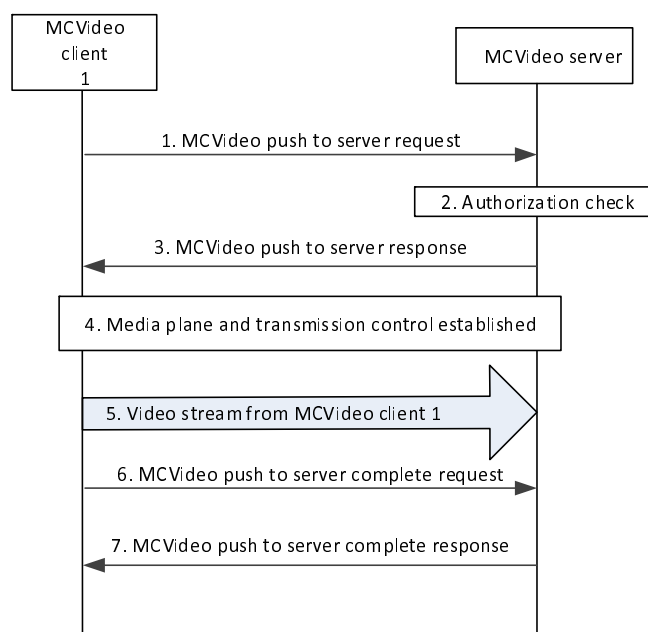 MCVideo
client
1
MCVideo server
1. MCVideo push to server request
2. Authorization check
3. MCVideo push to server response
4. Media plane and transmission control established
5. Video stream from MCVideo client 1
6. MCVideo push to server complete request
7. MCVideo push to server complete response